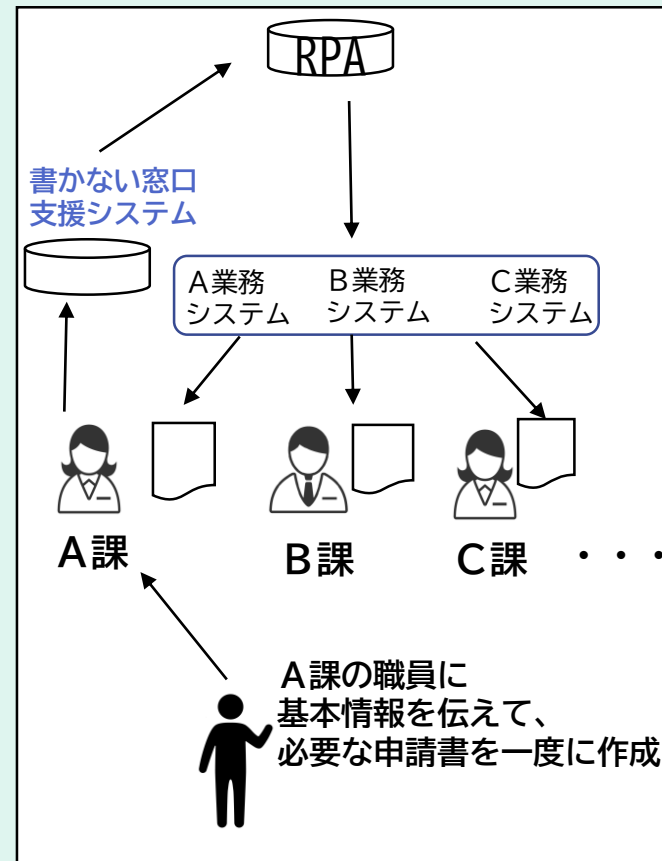 RPA
書かない窓口
支援システム
A業務
システム
B業務
システム
C業務
システム
A課
B課
C課
・・・
A課の職員に
基本情報を伝えて、
必要な申請書を一度に作成